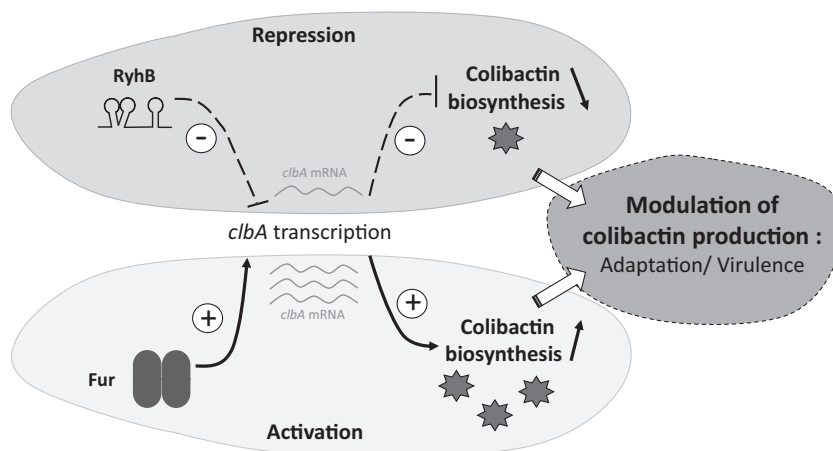 Repression
RyhB
Colibactin
biosynthesis
-
-
clbA mRNA
clbA transcription
Modulation of
colibactin production :
Adaptation/ Virulence
+
+
clbA mRNA
Colibactin
biosynthesis
Fur
Activation